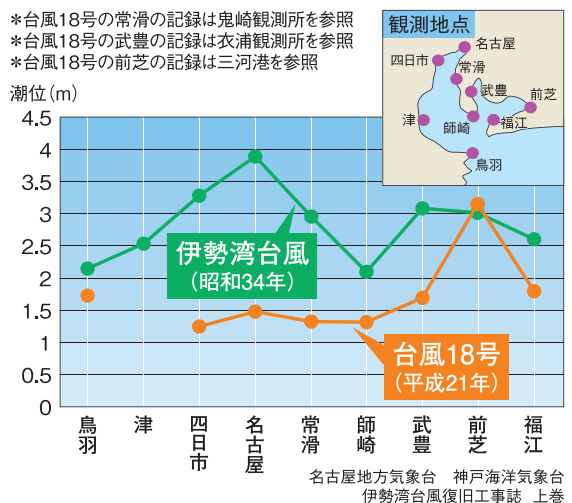 *台風18号の常滑の記録は鬼崎観測所を参照
*台風18号の武豊の記録は衣浦観測所を参照
*台風18号の前芝の記録は三河港を参照
観測地点
名古屋
四日市
常滑
武豊
前芝
津
師崎
福江
鳥羽
潮位(m)
4.5
4
3.5
3
2.5
2
1.5
1
0.5
0
伊勢湾台風
(昭和34年)
台風18号
(平成21年)
鳥羽
津
四日市
名古屋
常滑
師崎
武豊
前芝
福江
名古屋地方気象台 神戸海洋気象台
伊勢湾台風復旧工事誌 上巻